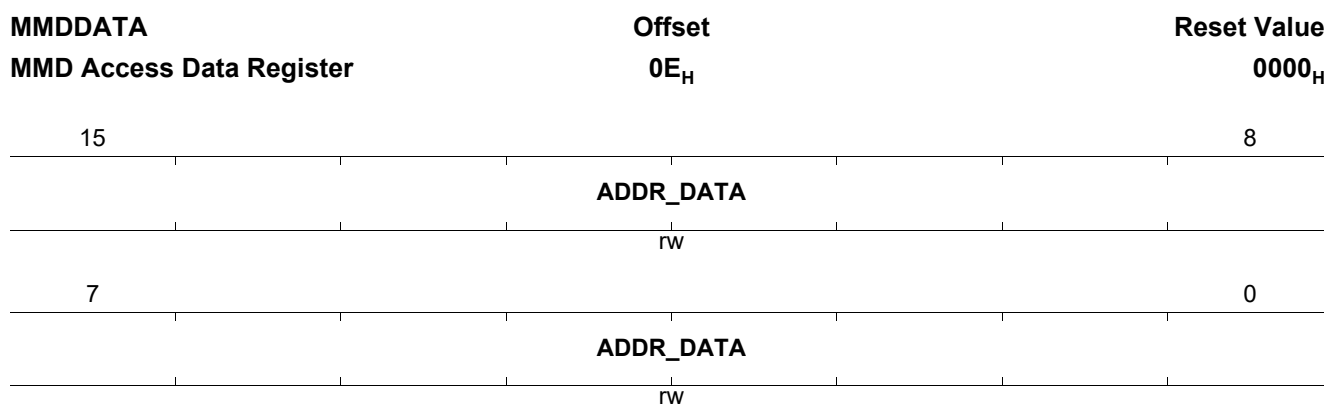 MMDDATA Offset Reset Value
MMD Access Data Register 0EH 0000H
15 8
ADDR_DATA
rw
7 0
ADDR_DATA
rw